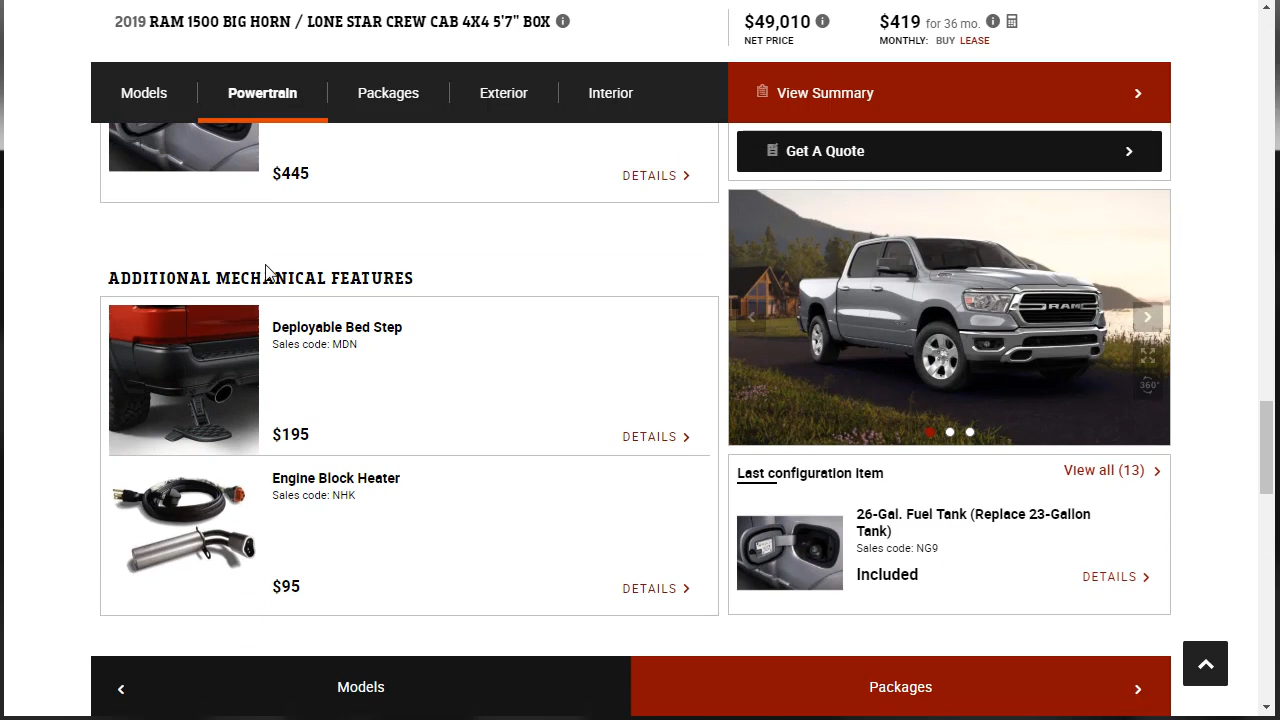 2019 RAM 1500 BIG HORN / LONE STAR CREW CAB 4X4 5'7" BOX
$49,010
NET PRICE
$419 for 36 mo.
MONTHLY: BUY LEASE
Models
Powertrain
Packages
Exterior
Interior
View Summary
$445
DETAILS
Get A Quote
ADDITIONAL MECHANICAL FEATURES
Deployable Bed Step
Sales code: MDN
$195
DETAILS
Engine Block Heater
Sales code: NHK
$95
DETAILS
RAM
360°
Last configuration item
View all (13)
26-Gal. Fuel Tank (Replace 23-Gallon
Tank)
Sales code: NG9
Included
DETAILS
Models
Packages